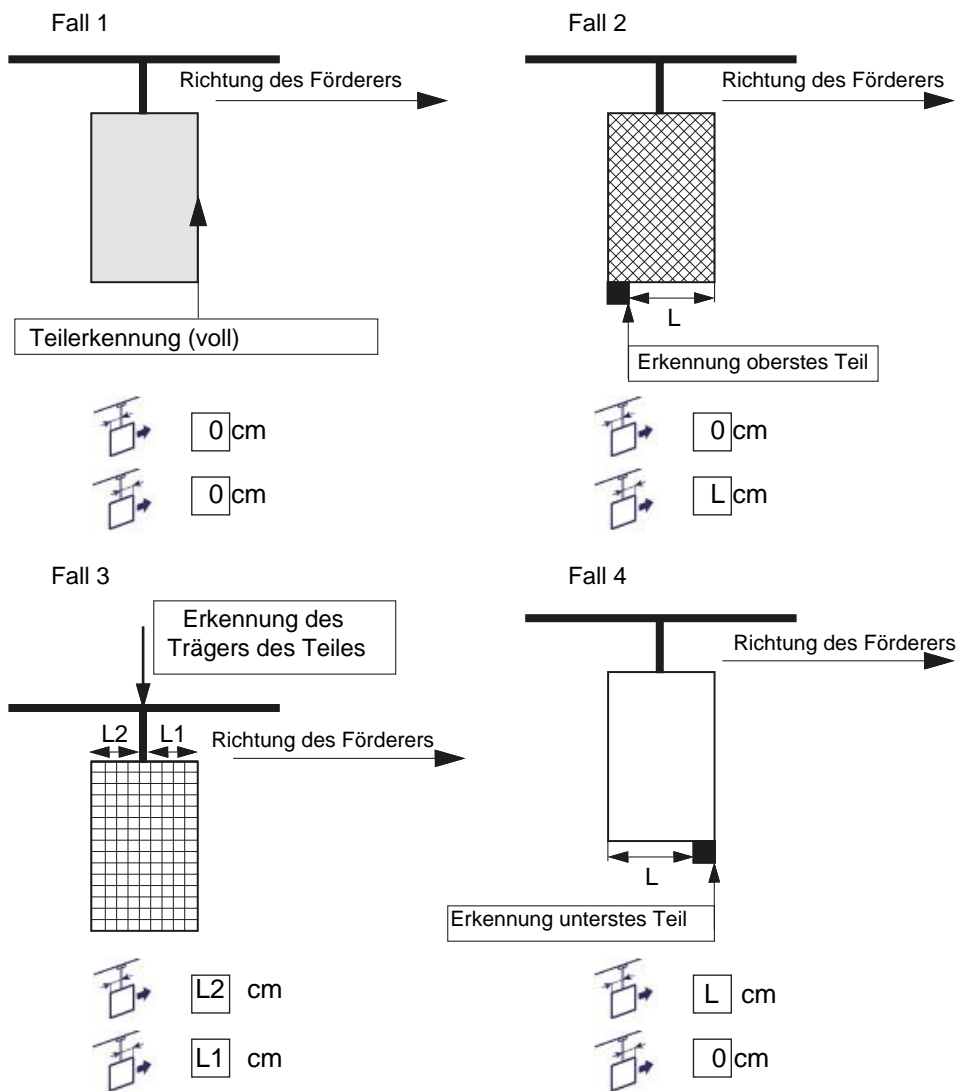 Fall 1
Richtung des Förderers
Teilerkennung (voll)
0 cm
0 cm
Fall 2
Richtung des Förderers
L
Erkennung oberstes Teil
0 cm
L cm
Fall 3
Erkennung des
Trägers des Teiles
L2 L1
Richtung des Förderers
L2 cm
L1 cm
Fall 4
Richtung des Förderers
L
Erkennung unterstes Teil
L cm
0 cm